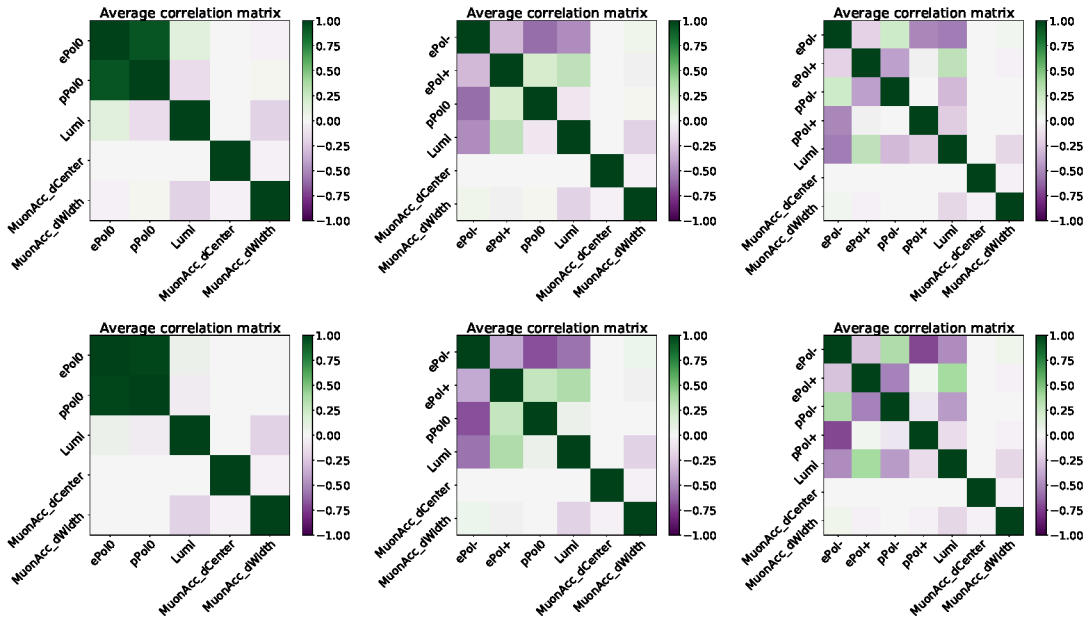 Average correlation matrix
ePol0
pPol0
Lumi
MuonAcc_dCenter
MuonAcc_dWidth
ePol0
pPol0
Lumi
MuonAcc_dCenter
MuonAcc_dWidth
1.00
0.75
0.50
0.25
0.00
−0.25
−0.50
−0.75
−1.00
Average correlation matrix
ePol-
ePol+
pPol0
Lumi
MuonAcc_dCenter
MuonAcc_dWidth
ePol-
ePol+
pPol0
Lumi
MuonAcc_dCenter
MuonAcc_dWidth
1.00
0.75
0.50
0.25
0.00
−0.25
−0.50
−0.75
−1.00
Average correlation matrix
ePol-
ePol+
pPol-
pPol+
Lumi
MuonAcc_dCenter
MuonAcc_dWidth
ePol-
ePol+
pPol-
pPol+
Lumi
MuonAcc_dCenter
MuonAcc_dWidth
1.00
0.75
0.50
0.25
0.00
−0.25
−0.50
−0.75
−1.00
Average correlation matrix
ePol0
pPol0
Lumi
MuonAcc_dCenter
MuonAcc_dWidth
ePol0
pPol0
Lumi
MuonAcc_dCenter
MuonAcc_dWidth
1.00
0.75
0.50
0.25
0.00
−0.25
−0.50
−0.75
−1.00
Average correlation matrix
ePol-
ePol+
pPol0
Lumi
MuonAcc_dCenter
MuonAcc_dWidth
ePol-
ePol+
pPol0
Lumi
MuonAcc_dCenter
MuonAcc_dWidth
1.00
0.75
0.50
0.25
0.00
−0.25
−0.50
−0.75
−1.00
Average correlation matrix
ePol-
ePol+
pPol-
pPol+
Lumi
MuonAcc_dCenter
MuonAcc_dWidth
ePol-
ePol+
pPol-
pPol+
Lumi
MuonAcc_dCenter
MuonAcc_dWidth
1.00
0.75
0.50
0.25
0.00
−0.25
−0.50
−0.75
−1.00